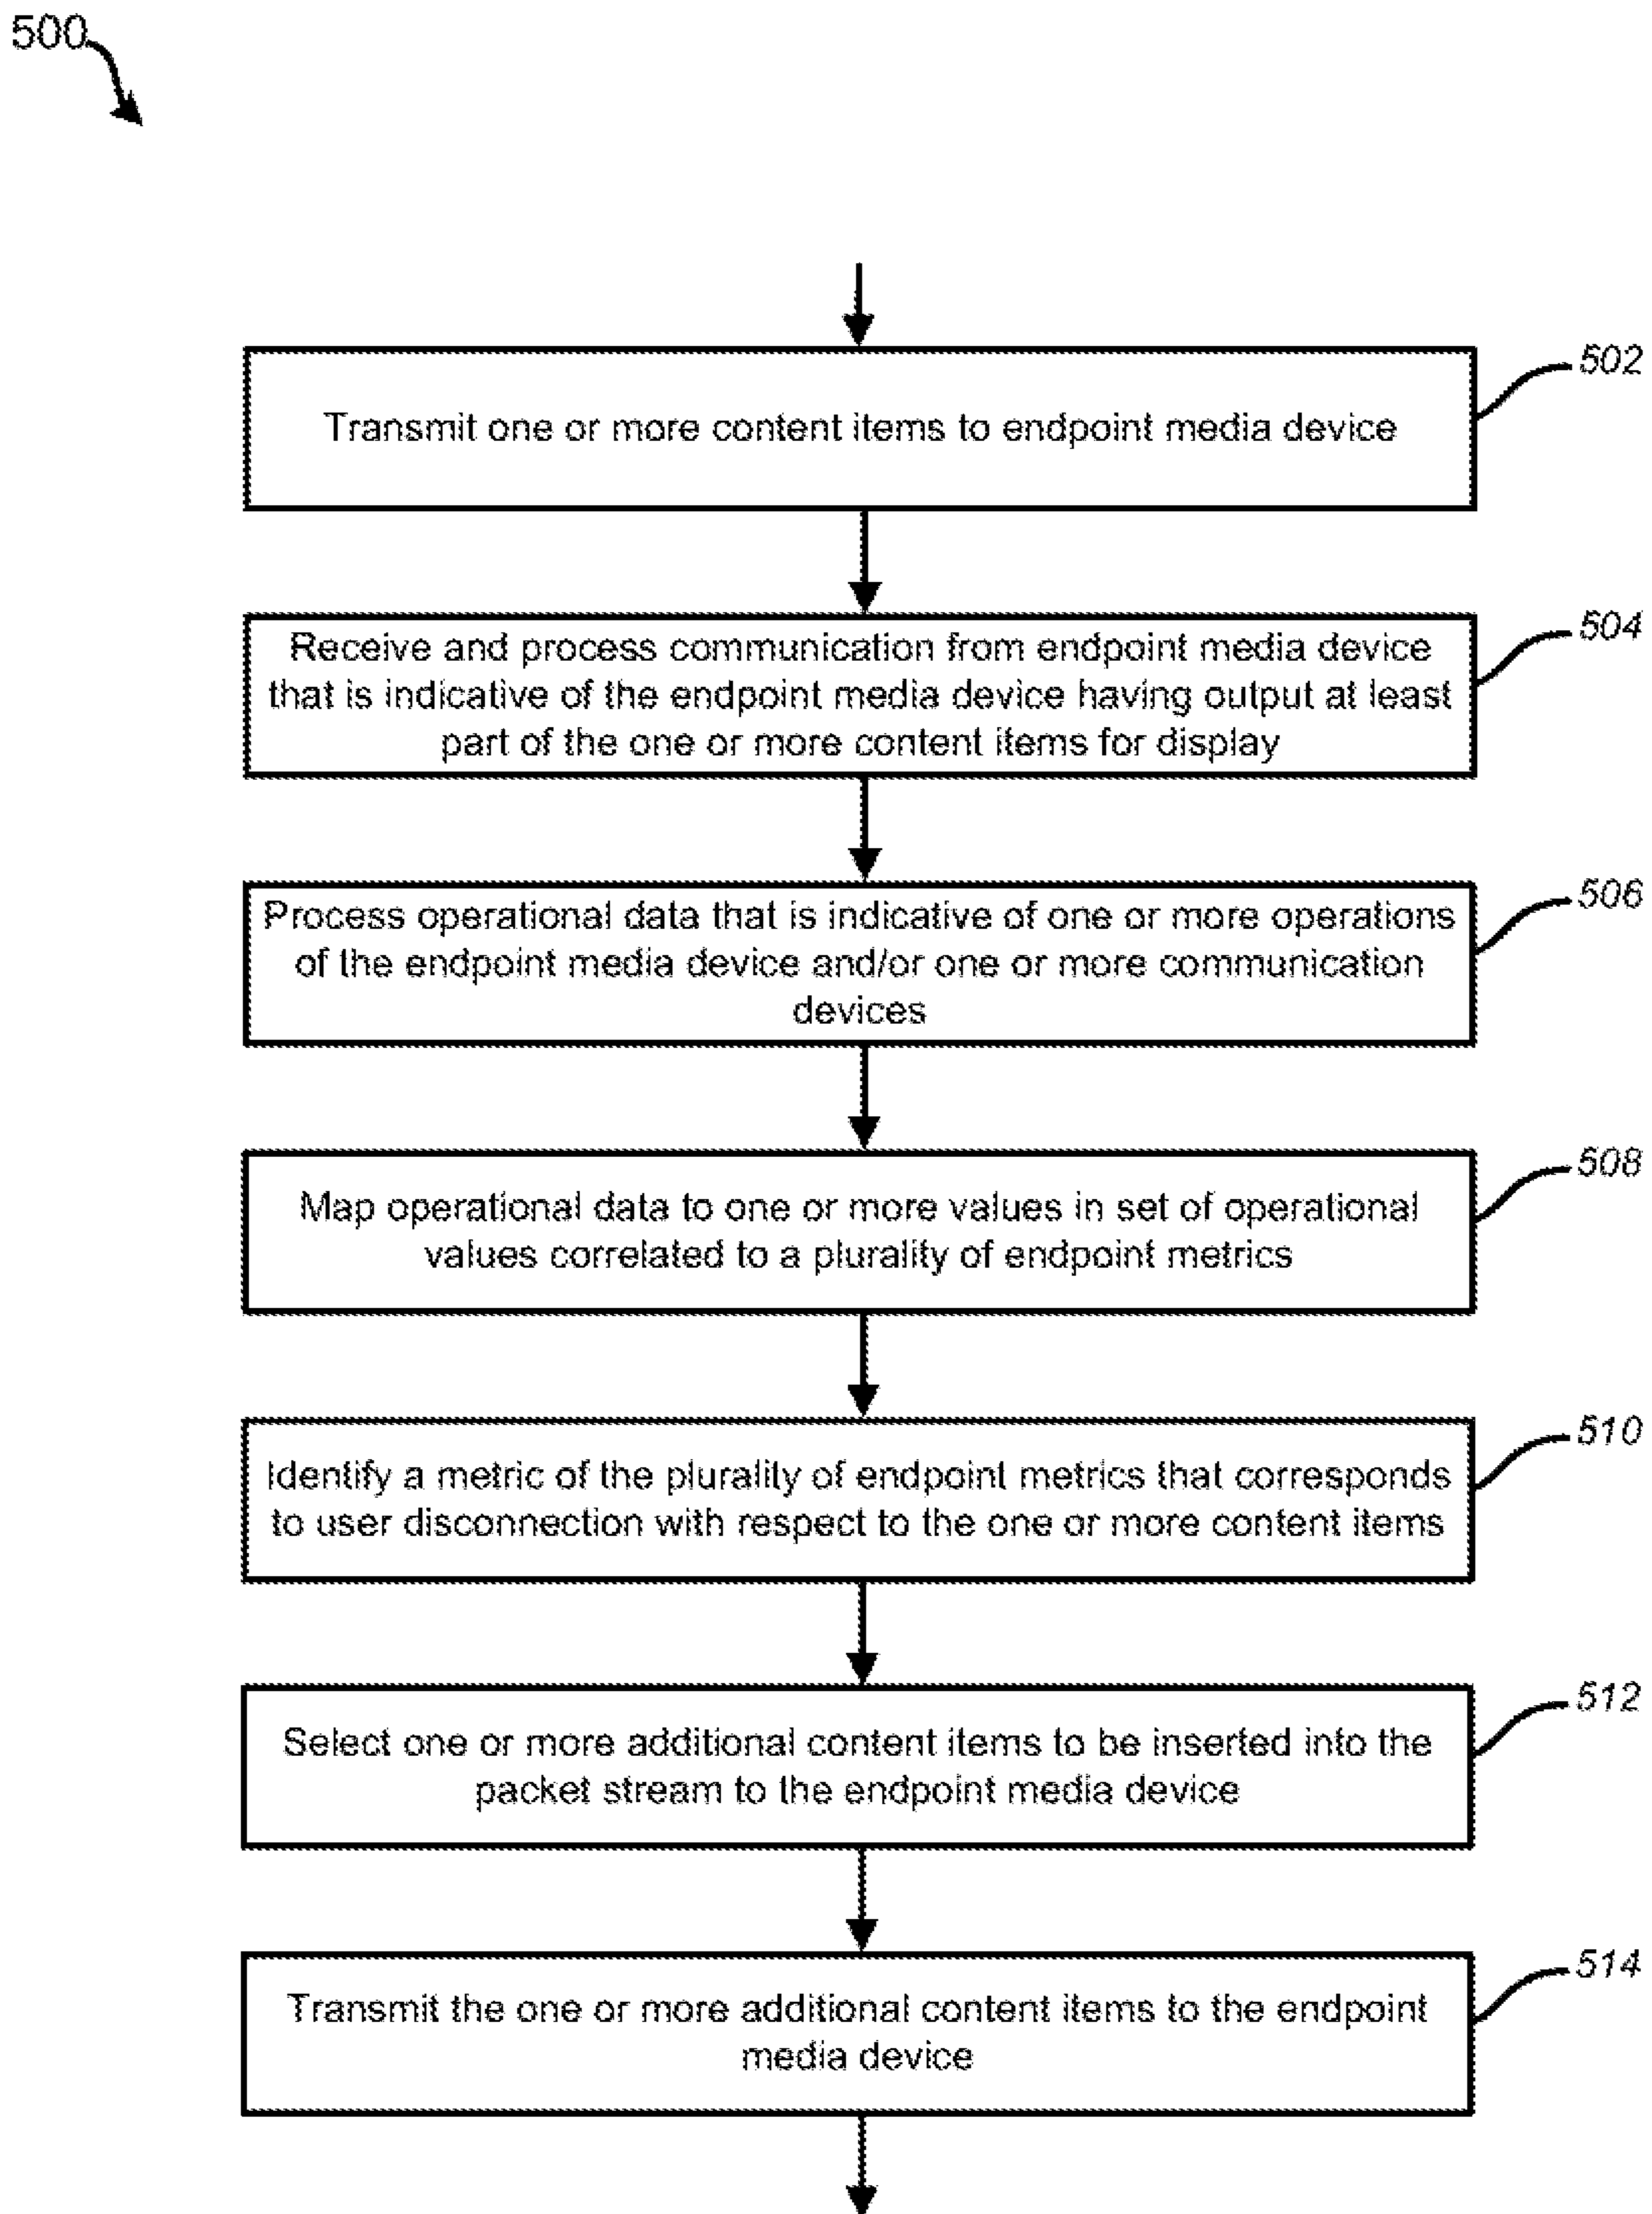 500
502
Transmit one or more content items to endpoint media device
504
Receive and process communication from endpoint media device
that is indicative of the endpoint media device having output at least
part of the one or more content items for display
506
Process operational data that is indicative of one or more operations
of the endpoint media device and/or one or more communication
devices
508
Map operational data to one or more values in set of operational
values correlated to a plurality of endpoint metrics
510
Identify a metric of the plurality of endpoint metrics that corresponds
to user disconnection with respect to the one or more content items
512
Select one or more additional content items to be inserted into the
packet stream to the endpoint media device
514
Transmit the one or more additional content items to the endpoint
media device